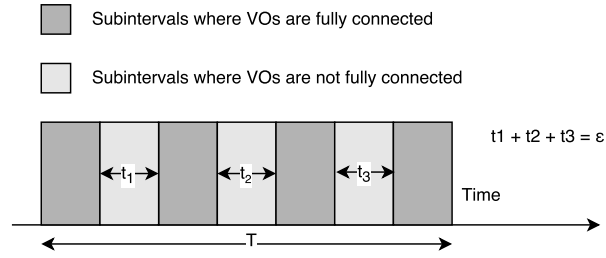 Subintervals where VOs are fully connected
Subintervals where VOs are not fully connected
t1 + t2 + t3 = ε
t₁ t₂ t₃
Time
T